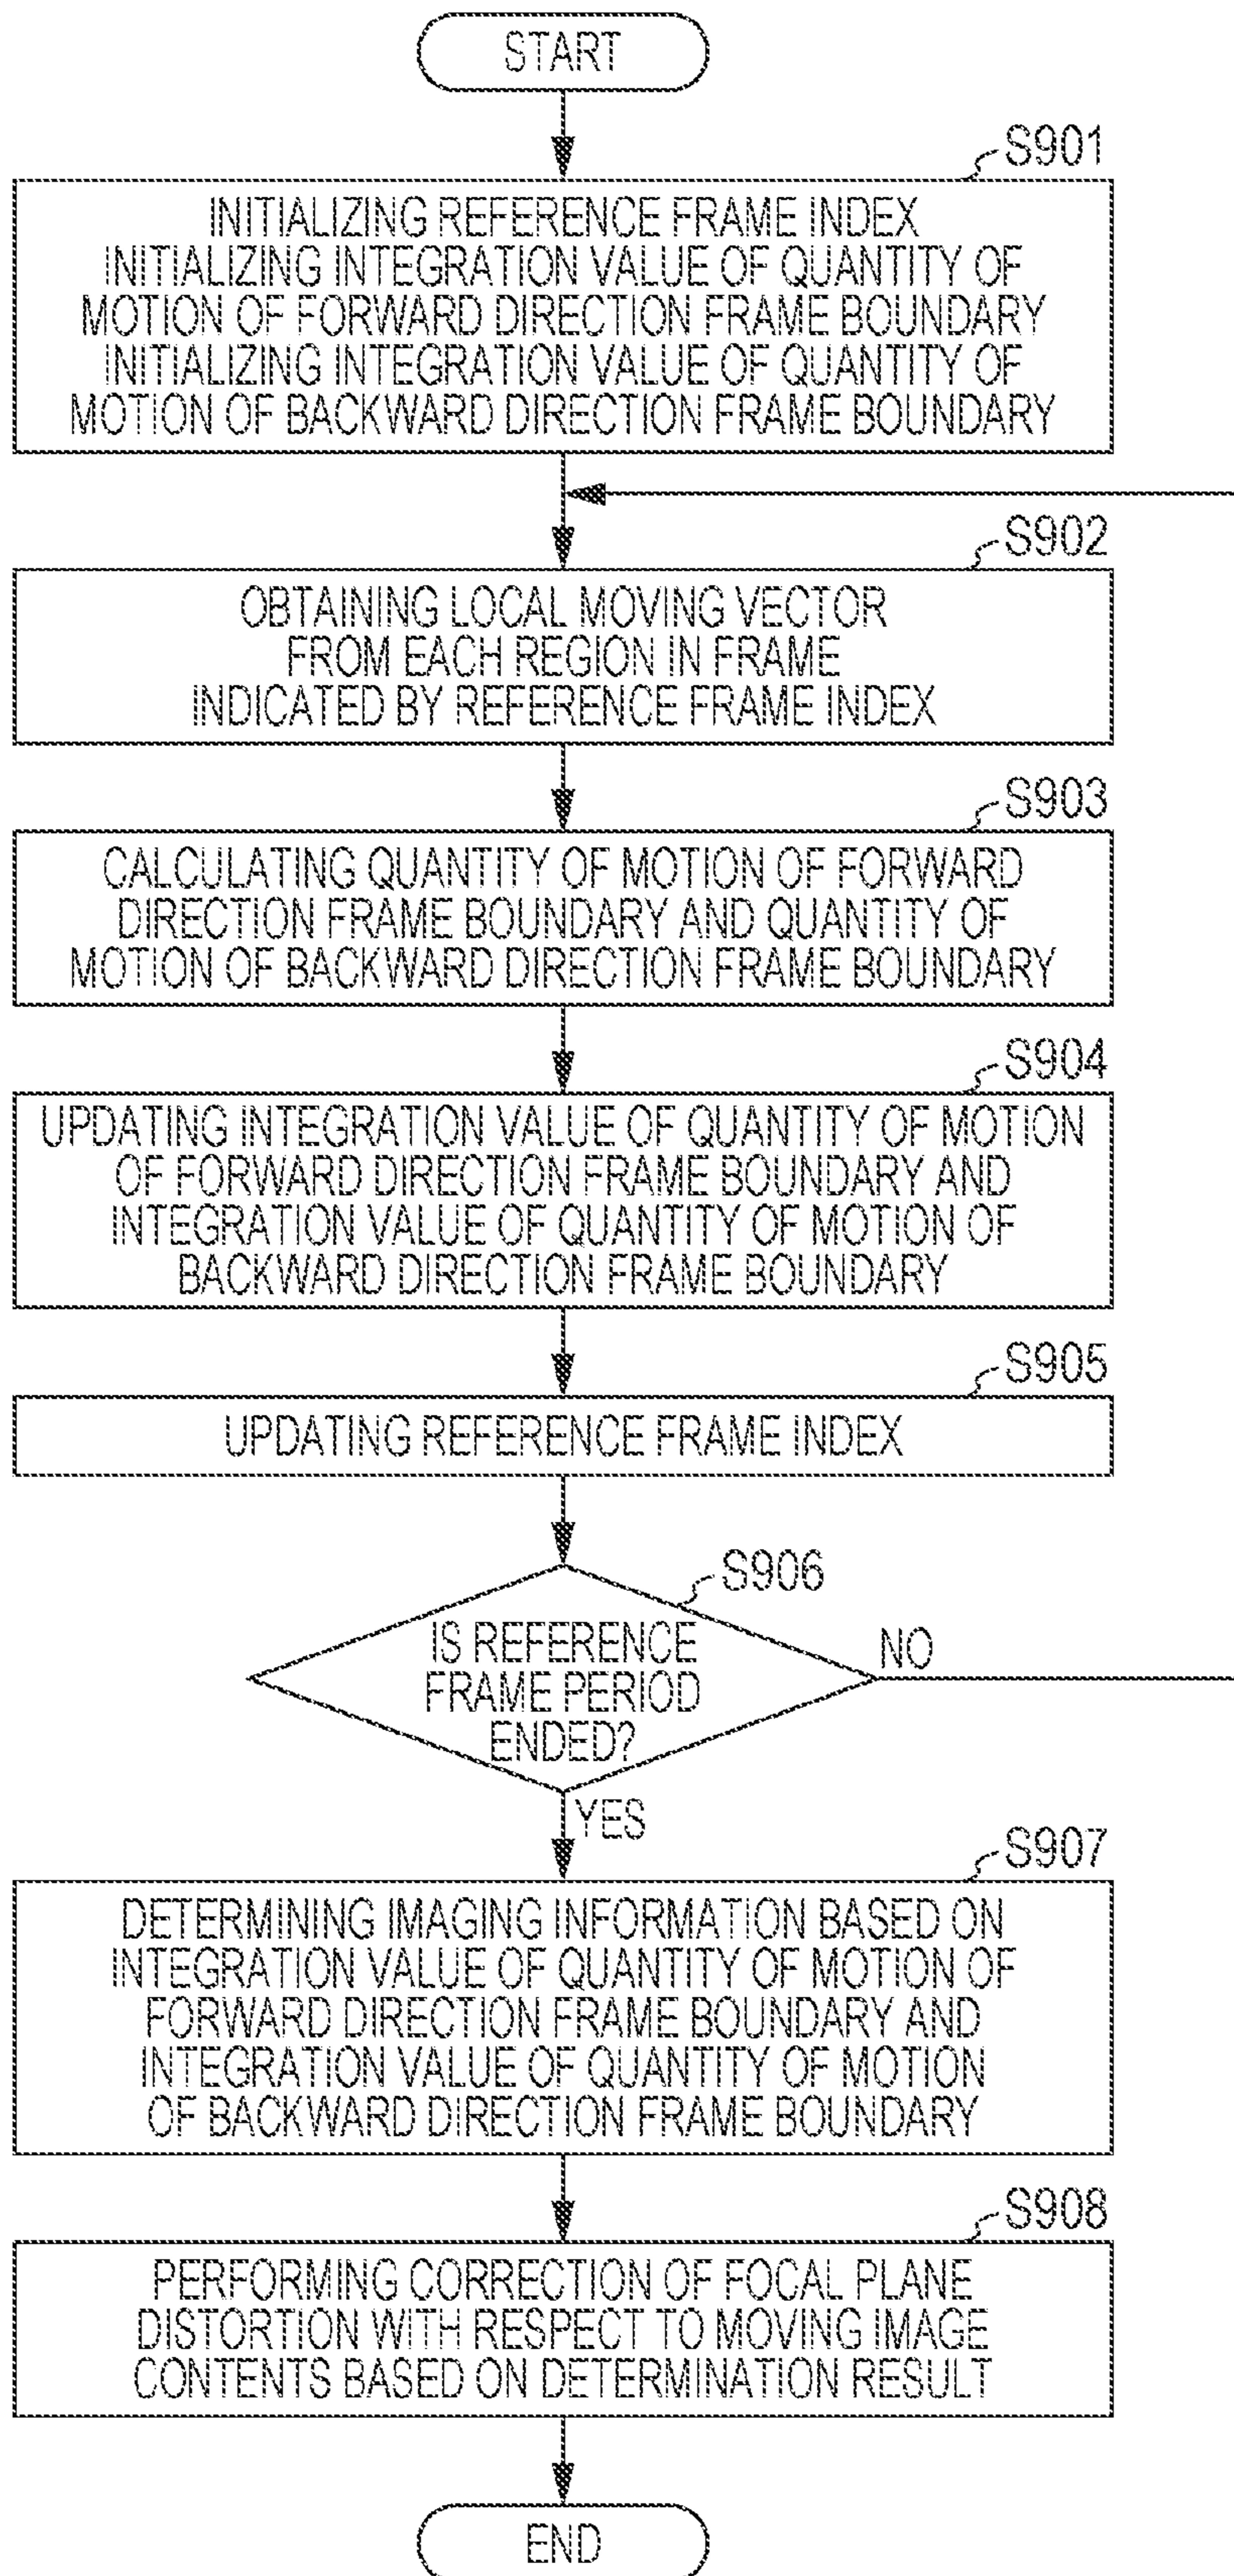 START
S901
INITIALIZING REFERENCE FRAME INDEX
INITIALIZING INTEGRATION VALUE OF QUANTITY OF
MOTION OF FORWARD DIRECTION FRAME BOUNDARY
INITIALIZING INTEGRATION VALUE OF QUANTITY OF
MOTION OF BACKWARD DIRECTION FRAME BOUNDARY
S902
OBTAINING LOCAL MOVING VECTOR
FROM EACH REGION IN FRAME
INDICATED BY REFERENCE FRAME INDEX
S903
CALCULATING QUANTITY OF MOTION OF FORWARD
DIRECTION FRAME BOUNDARY AND QUANTITY OF
MOTION OF BACKWARD DIRECTION FRAME BOUNDARY
S904
UPDATING INTEGRATION VALUE OF QUANTITY OF MOTION
OF FORWARD DIRECTION FRAME BOUNDARY AND
INTEGRATION VALUE OF QUANTITY OF MOTION OF
BACKWARD DIRECTION FRAME BOUNDARY
S905
UPDATING REFERENCE FRAME INDEX
S906
IS REFERENCE
FRAME PERIOD
ENDED?
NO
YES
S907
DETERMINING IMAGING INFORMATION BASED ON
INTEGRATION VALUE OF QUANTITY OF MOTION OF
FORWARD DIRECTION FRAME BOUNDARY AND
INTEGRATION VALUE OF QUANTITY OF MOTION
OF BACKWARD DIRECTION FRAME BOUNDARY
S908
PERFORMING CORRECTION OF FOCAL PLANE
DISTORTION WITH RESPECT TO MOVING IMAGE
CONTENTS BASED ON DETERMINATION RESULT
END